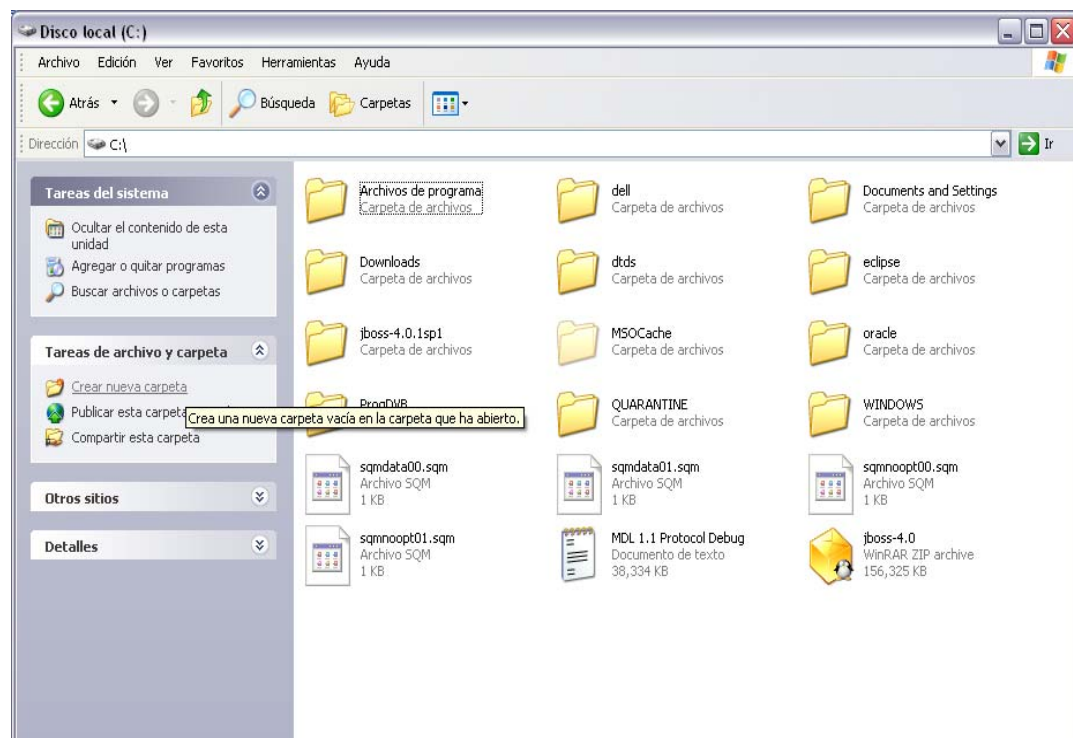 Disco local (C:)
Archivo Edición Ver Favoritos Herramientas Ayuda
Atrás Búsqueda Carpetas
Dirección C:\ Ir
Tareas del sistema
Ocultar el contenido de esta
unidad
Agregar o quitar programas
Buscar archivos o carpetas
Tareas de archivo y carpeta
Crear nueva carpeta
Publicar esta carpeta
Crea una nueva carpeta vacía en la carpeta que ha abierto.
Compartir esta carpeta
Otros sitios
Detalles
Archivos de programa
Carpeta de archivos
dell
Carpeta de archivos
Documents and Settings
Carpeta de archivos
Downloads
Carpeta de archivos
dtds
Carpeta de archivos
eclipse
Carpeta de archivos
jboss-4.0.1sp1
Carpeta de archivos
MSOCache
Carpeta de archivos
oracle
Carpeta de archivos
ProgDVB
QUARANTINE
Carpeta de archivos
WINDOWS
Carpeta de archivos
sqmdata00.sqm
Archivo SQM
1 KB
sqmdata01.sqm
Archivo SQM
1 KB
sqmnoopt00.sqm
Archivo SQM
1 KB
sqmnoopt01.sqm
Archivo SQM
1 KB
MDL 1.1 Protocol Debug
Documento de texto
38,334 KB
jboss-4.0
WinRAR ZIP archive
156,325 KB